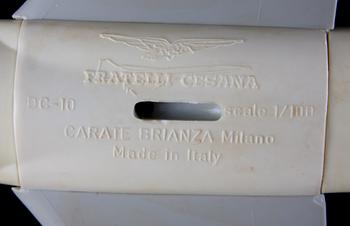 FRATELLI CESANA
DC-10 scale 1/100
CARATE BRIANZA Milano
Made in Italy